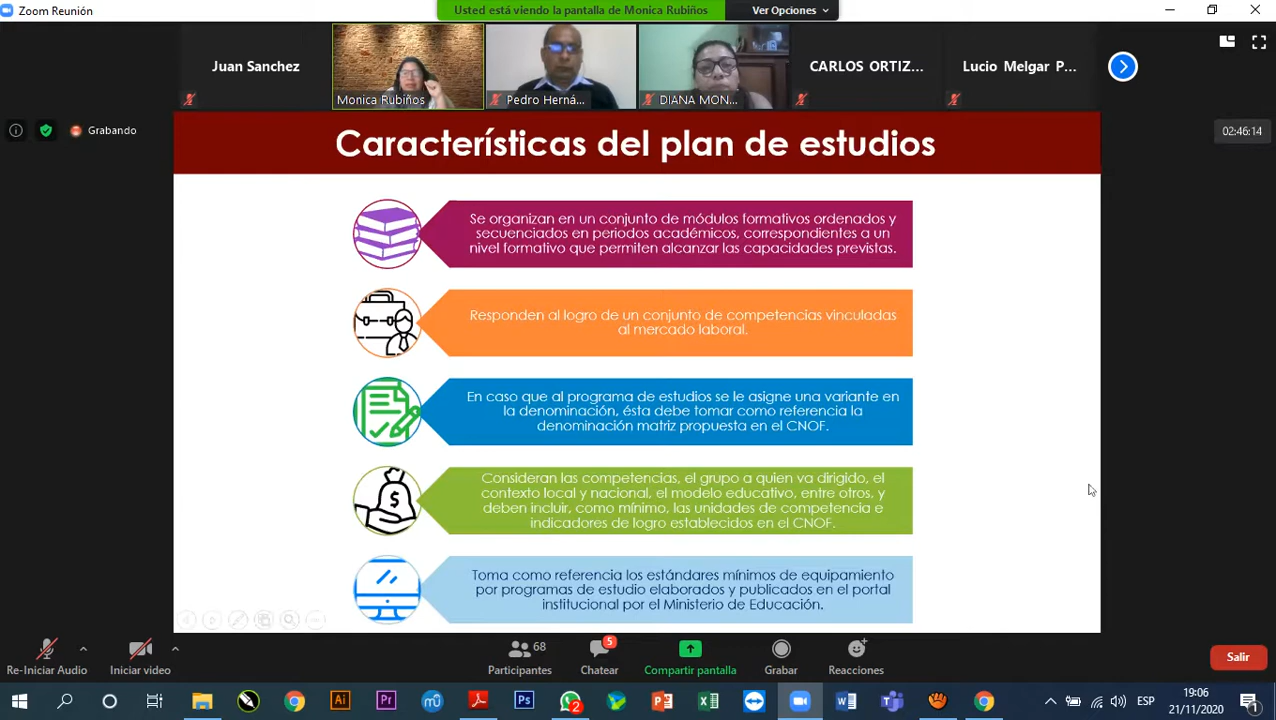 Zoom Reunión
Usted está viendo la pantalla de Monica Rubiños
Ver Opciones
Juan Sanchez
Monica Rubiños
Pedro Herná...
DIANA MON...
CARLOS ORTIZ...
Lucio Melgar P...
Grabando
02:46:14
Características del plan de estudios
Se organizan en un conjunto de módulos formativos ordenados y
secuenciados en periodos académicos, correspondientes a un
nivel formativo que permiten alcanzar las capacidades previstas.
Responden al logro de un conjunto de competencias vinculadas
al mercado laboral.
En caso que al programa de estudios se le asigne una variante en
la denominación, ésta debe tomar como referencia la
denominación matriz propuesta en el CNOF.
Consideran las competencias, el grupo a quien va dirigido, el
contexto local y nacional, el modelo educativo, entre otros, y
deben incluir, como mínimo, las unidades de competencia e
indicadores de logro establecidos en el CNOF.
Toma como referencia los estándares mínimos de equipamiento
por programas de estudio elaborados y publicados en el portal
institucional por el Ministerio de Educación.
68
5
Re-Iniciar Audio
Iniciar video
Participantes
Chatear
Compartir pantalla
Grabar
Reacciones
Salir
Ai
Pr
Ps
2
ESP
19:06
21/11/2020
1